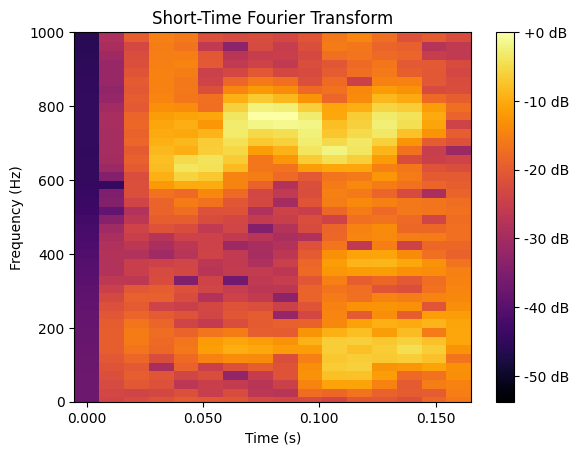 Short-Time Fourier Transform
1000
800
600
400
200
0
Frequency (Hz)
0.000
0.050
0.100
0.150
Time (s)
+0 dB
-10 dB
-20 dB
-30 dB
-40 dB
-50 dB